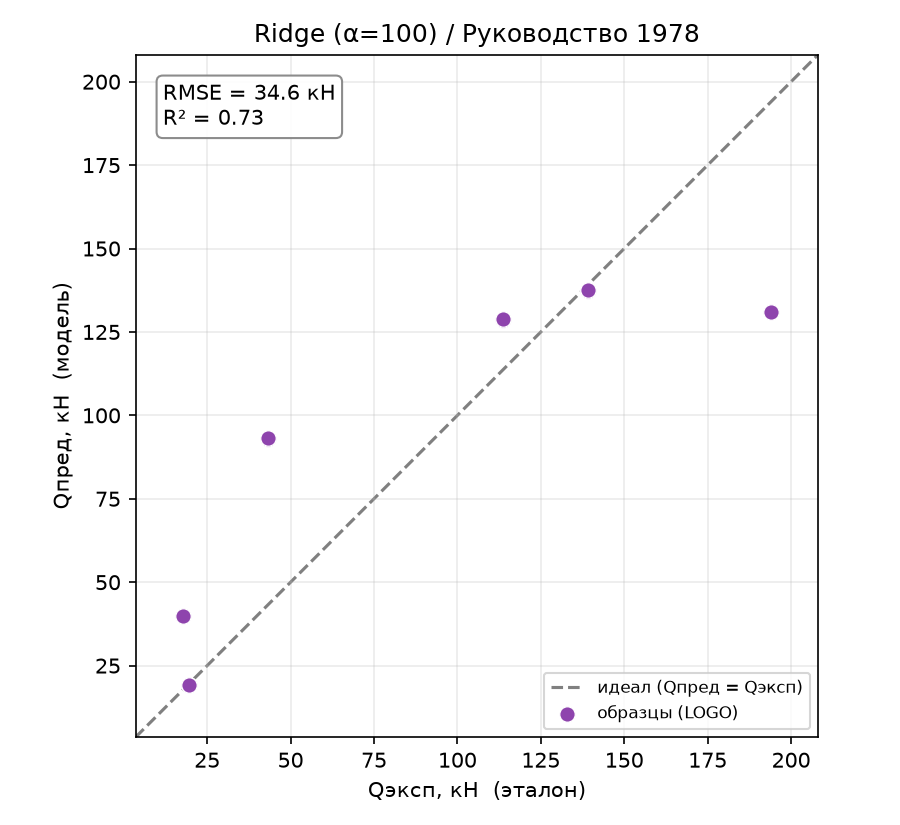 Ridge (α=100) / Руководство 1978
RMSE = 34.6 кН
R² = 0.73
200
175
150
125
100
75
50
25
Qпред, кН (модель)
идеал (Qпред = Qэксп)
образцы (LOGO)
25 50 75 100 125 150 175 200
Qэксп, кН (эталон)